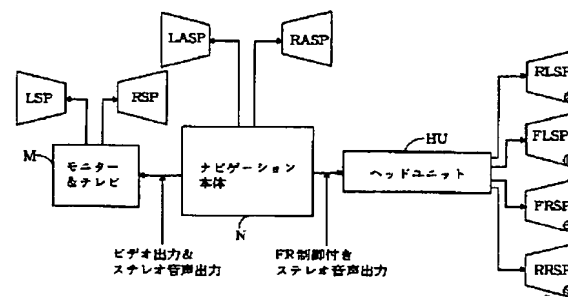 LASP
RASP
LSP
RSP
M
モニター
&テレビ
ナビゲーション
本体
N
HU
ヘッドユニット
RLSP
FLSP
FRSP
RRSP
ビデオ出力&
ステレオ音声出力
FR制御付き
ステレオ音声出力